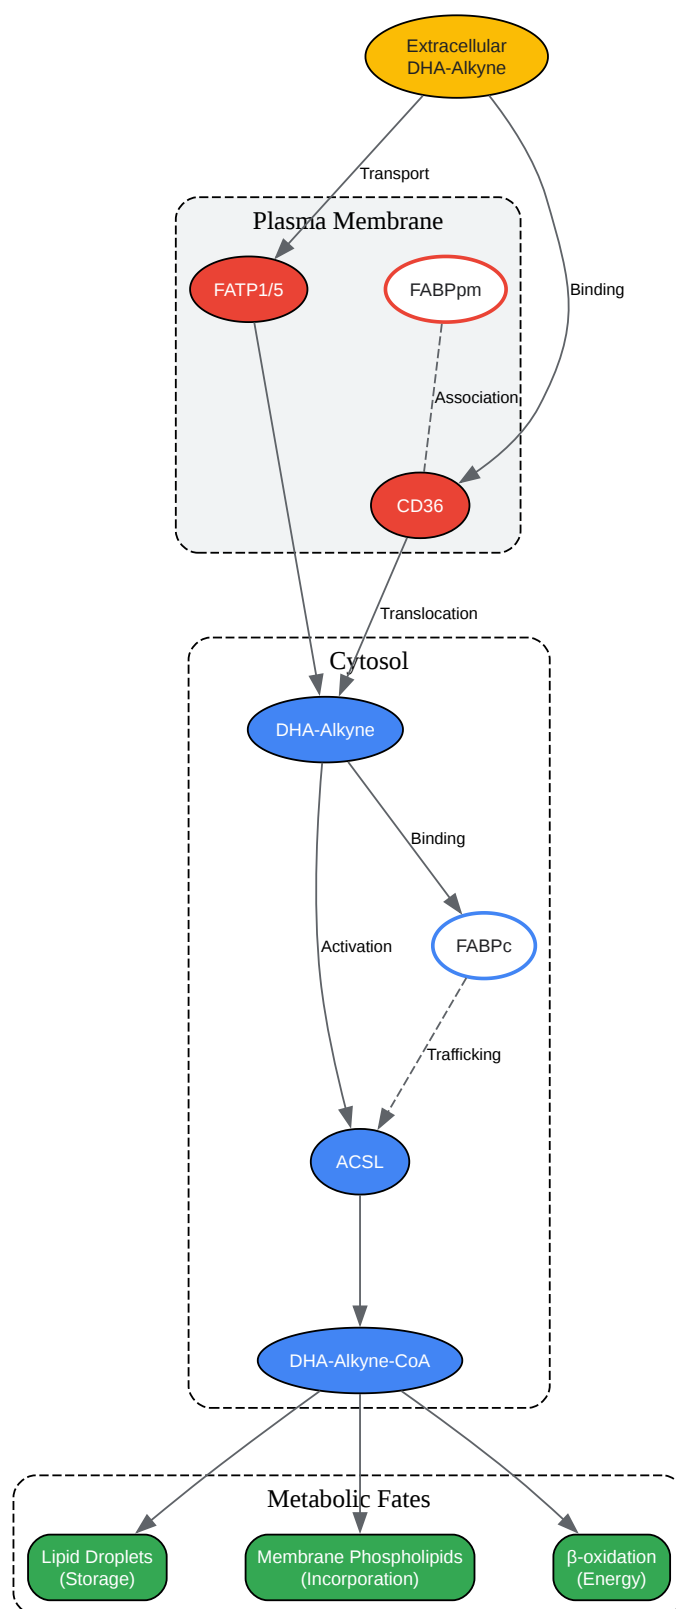 Extracellular
DHA-Alkyne
Transport
Plasma Membrane
FATP1/5
FABPpm
Binding
Association
CD36
Translocation
Cytosol
DHA-Alkyne
Binding
FABPc
Activation
Trafficking
ACSL
DHA-Alkyne-CoA
Metabolic Fates
Lipid Droplets
(Storage)
Membrane Phospholipids
(Incorporation)
β-oxidation
(Energy)